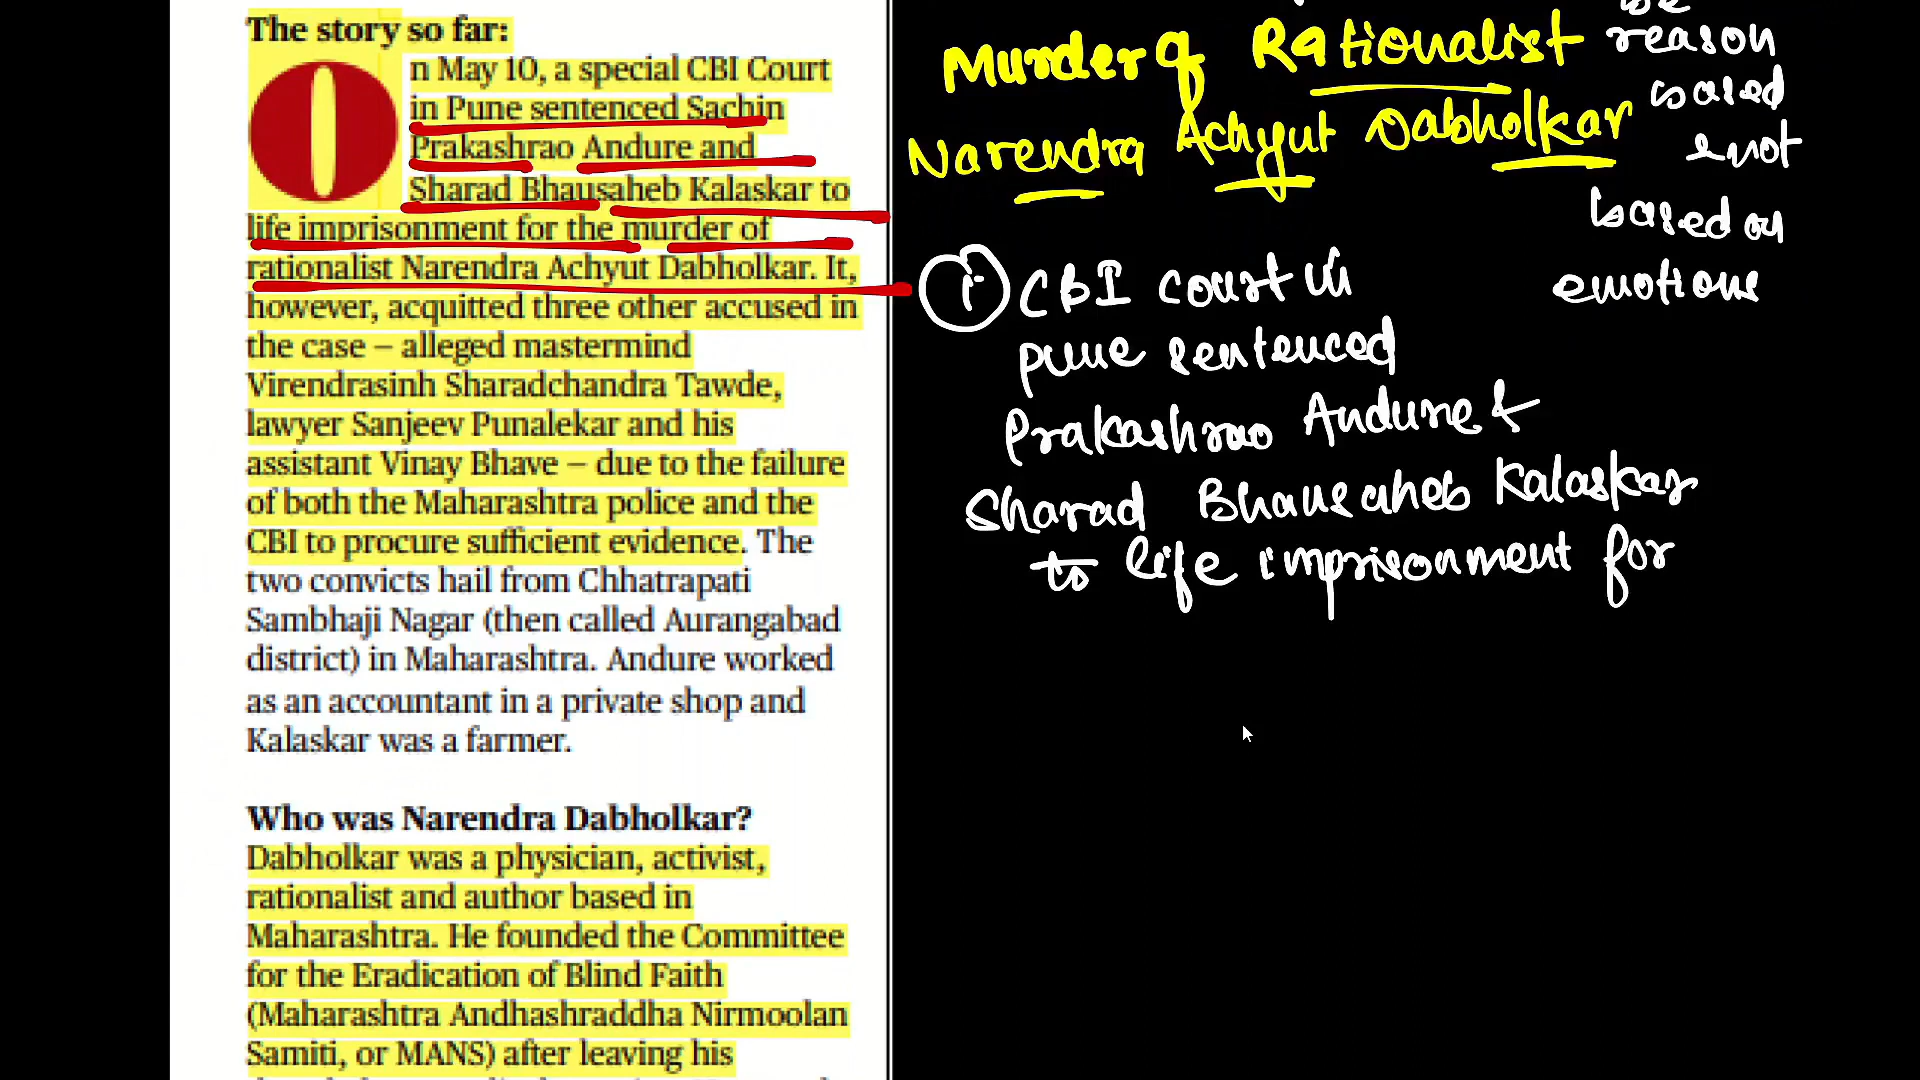 The story so far:
On May 10, a special CBI Court
in Pune sentenced Sachin
Prakashrao Andure and
Sharad Bhausaheb Kalaskar to
life imprisonment for the murder of
rationalist Narendra Achyut Dabholkar. It,
however, acquitted three other accused in
the case – alleged mastermind
Virendrasinh Sharadchandra Tawde,
lawyer Sanjeev Punalekar and his
assistant Vinay Bhave – due to the failure
of both the Maharashtra police and the
CBI to procure sufficient evidence. The
two convicts hail from Chhatrapati
Sambhaji Nagar (then called Aurangabad
district) in Maharashtra. Andure worked
as an accountant in a private shop and
Kalaskar was a farmer.
Who was Narendra Dabholkar?
Dabholkar was a physician, activist,
rationalist and author based in
Maharashtra. He founded the Committee
for the Eradication of Blind Faith
(Maharashtra Andhashraddha Nirmoolan
Samiti, or MANS) after leaving his
Murder of Rationalist
Narendra Achyut Dabholkar
be
reason
based
& not
based on
emotions
① CBI court in
Pune sentenced
Prakashrao Andure &
Sharad Bhausaheb Kalaskar
to life imprisonment for